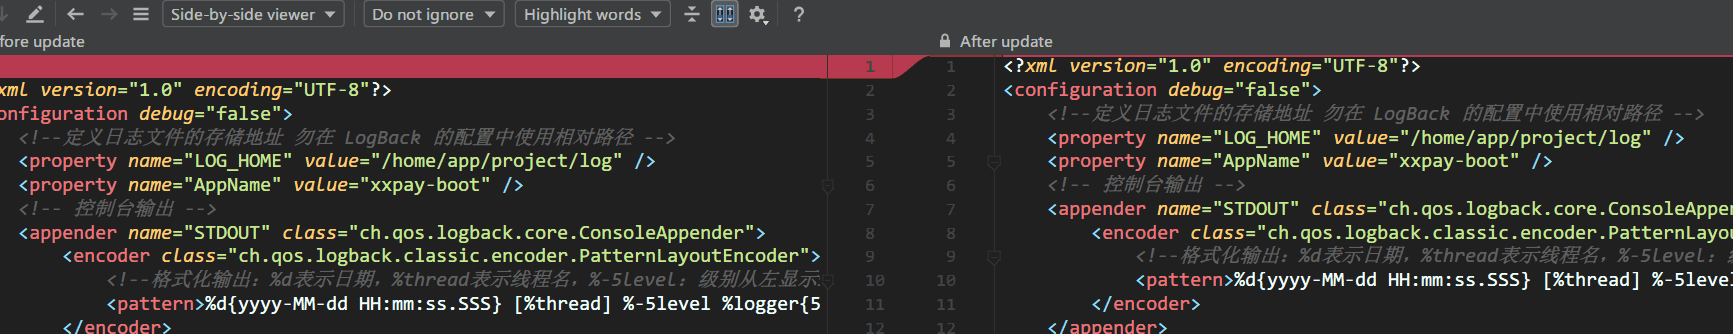 Side-by-side viewer Do not ignore Highlight words ?
fore update After update
1 1 <?xml version="1.0" encoding="UTF-8"?>
xml version="1.0" encoding="UTF-8"?> 2 2 <configuration debug="false">
onfiguration debug="false"> 3 3 <!--定义日志文件的存储地址 勿在 LogBack 的配置中使用相对路径 -->
<!--定义日志文件的存储地址 勿在 LogBack 的配置中使用相对路径 --> 4 4 <property name="LOG_HOME" value="/home/app/project/log" />
<property name="LOG_HOME" value="/home/app/project/log" /> 5 5 <property name="AppName" value="xxpay-boot" />
<property name="AppName" value="xxpay-boot" /> 6 6 <!-- 控制台输出 -->
<!-- 控制台输出 --> 7 7 <appender name="STDOUT" class="ch.qos.logback.core.ConsoleAppen
<appender name="STDOUT" class="ch.qos.logback.core.ConsoleAppender"> 8 8 <encoder class="ch.qos.logback.classic.encoder.PatternLayou
<encoder class="ch.qos.logback.classic.encoder.PatternLayoutEncoder"> 9 9 <!--格式化输出：%d表示日期，%thread表示线程名，%-5level：级
<!--格式化输出：%d表示日期，%thread表示线程名，%-5level：级别从左显示 10 10 <pattern>%d{yyyy-MM-dd HH:mm:ss.SSS} [%thread] %-5level
<pattern>%d{yyyy-MM-dd HH:mm:ss.SSS} [%thread] %-5level %logger{5 11 11 </encoder>
</encoder> 12 12 </appender>